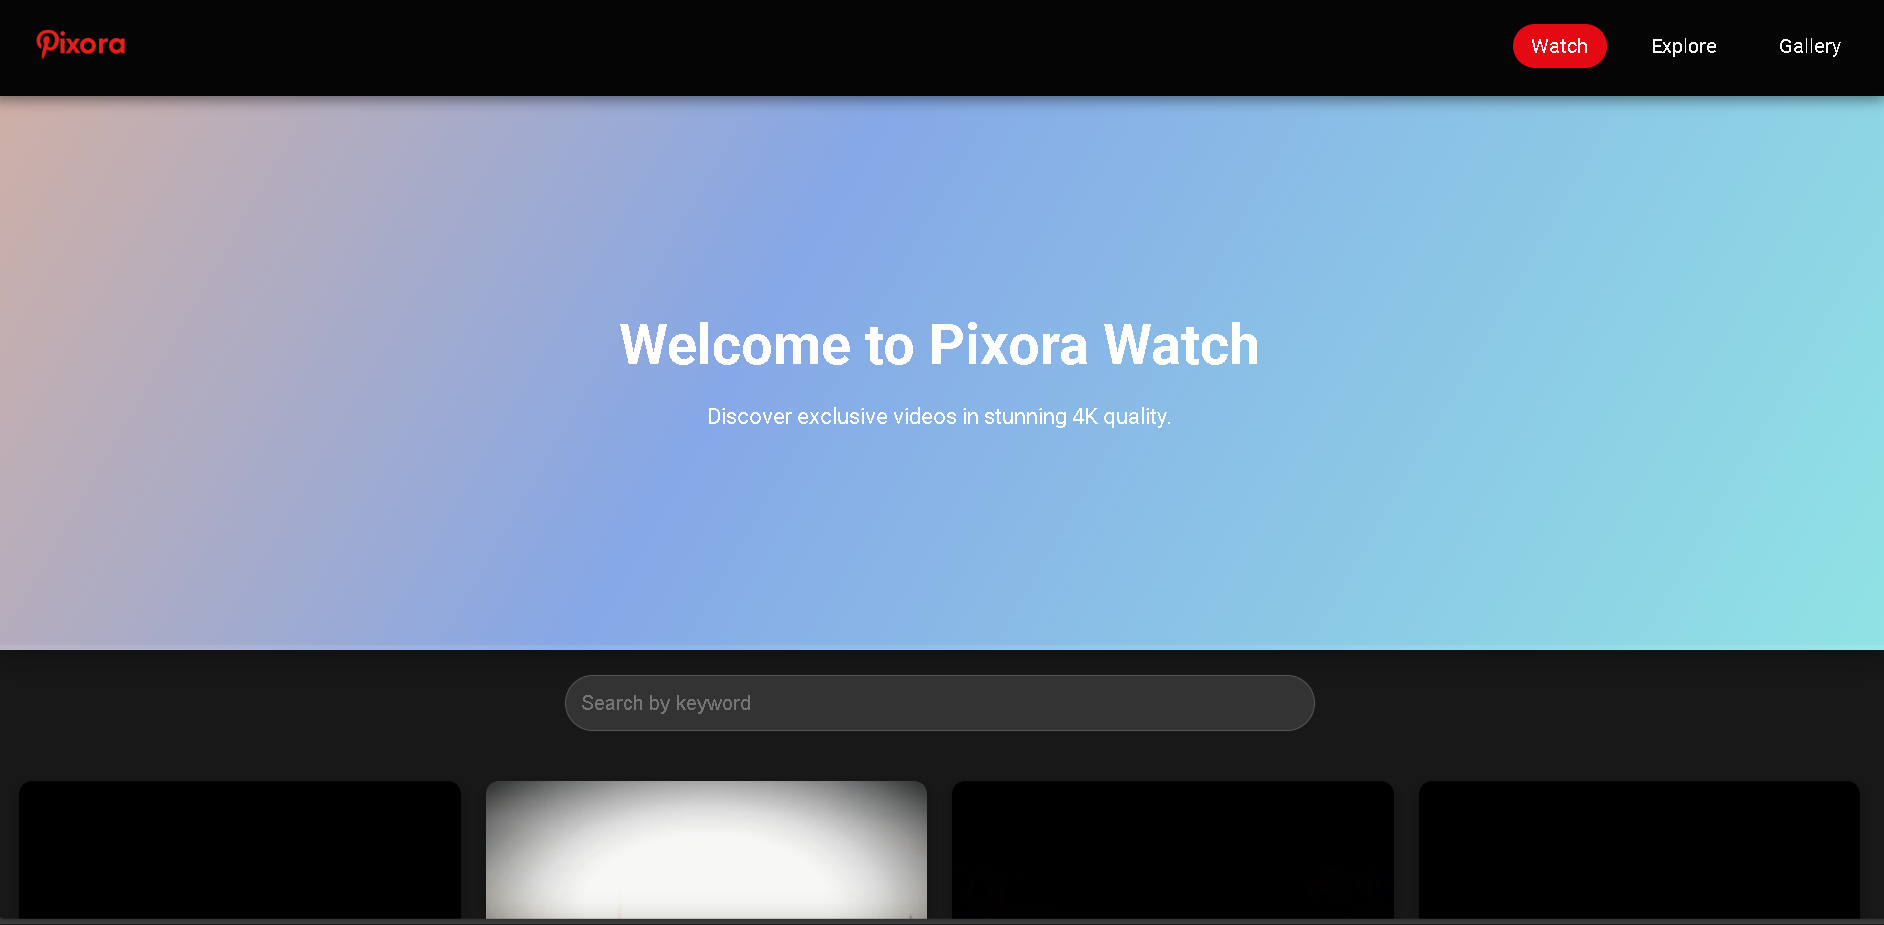 Pixora
Watch
Explore
Gallery
Welcome to Pixora Watch
Discover exclusive videos in stunning 4K quality.
Search by keyword